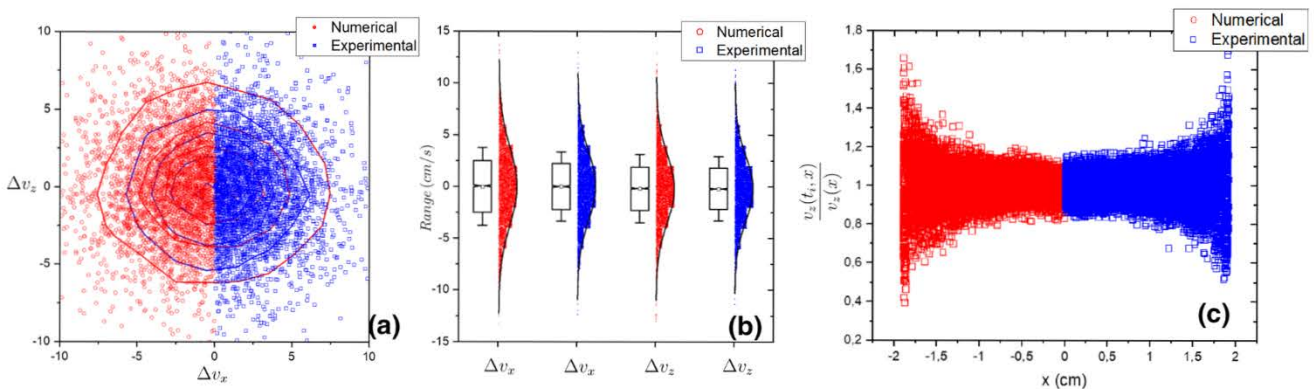 Numerical
Experimental
10
5
0
-5
-10
Δv_z
-10 -5 0 5 10
Δv_x
(a)
Numerical
Experimental
15
10
5
0
-5
-10
-15
Range (cm/s)
Δv_x Δv_x Δv_z Δv_z
(b)
Numerical
Experimental
1.8
1,6
1,4
1,2
1,0
0,8
0,6
0,4
0,2
v_z(t_i, x)
v_z(x)
-2 -1,5 -1 -0,5 0 0,5 1 1,5 2
x (cm)
(c)